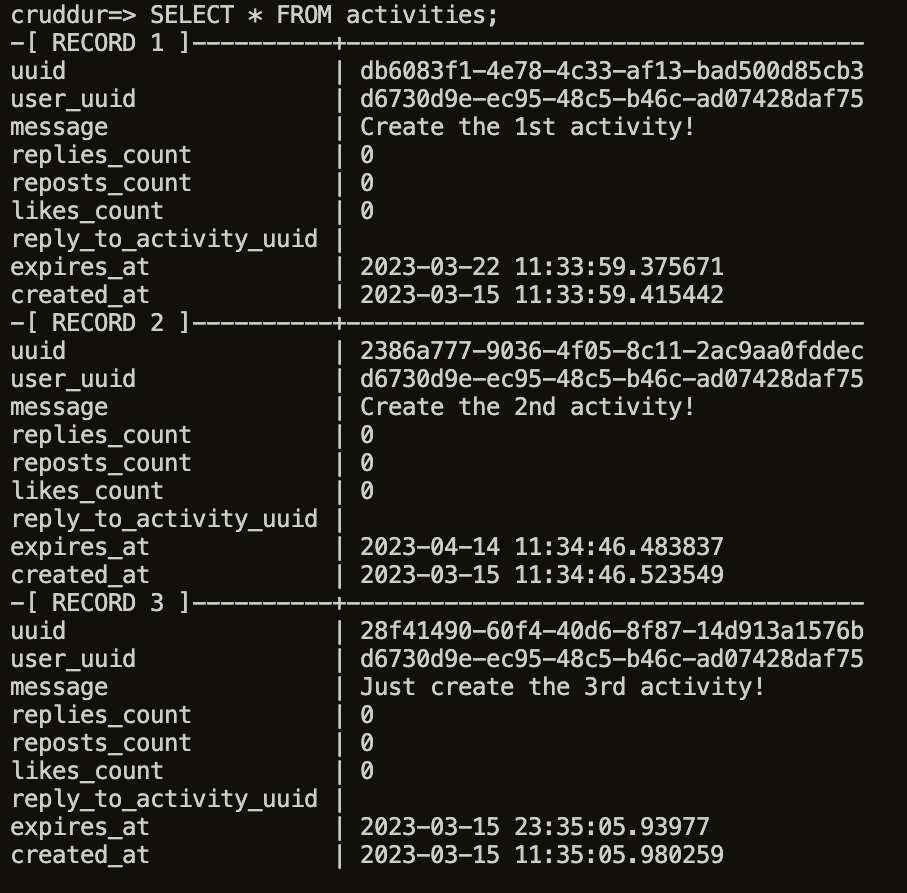 cruddur=> SELECT * FROM activities;
-[ RECORD 1 ]----------+-------------------------------------
uuid                   | db6083f1-4e78-4c33-af13-bad500d85cb3
user_uuid              | d6730d9e-ec95-48c5-b46c-ad07428daf75
message                | Create the 1st activity!
replies_count          | 0
reposts_count          | 0
likes_count            | 0
reply_to_activity_uuid |
expires_at             | 2023-03-22 11:33:59.375671
created_at             | 2023-03-15 11:33:59.415442
-[ RECORD 2 ]----------+-------------------------------------
uuid                   | 2386a777-9036-4f05-8c11-2ac9aa0fddec
user_uuid              | d6730d9e-ec95-48c5-b46c-ad07428daf75
message                | Create the 2nd activity!
replies_count          | 0
reposts_count          | 0
likes_count            | 0
reply_to_activity_uuid |
expires_at             | 2023-04-14 11:34:46.483837
created_at             | 2023-03-15 11:34:46.523549
-[ RECORD 3 ]----------+-------------------------------------
uuid                   | 28f41490-60f4-40d6-8f87-14d913a1576b
user_uuid              | d6730d9e-ec95-48c5-b46c-ad07428daf75
message                | Just create the 3rd activity!
replies_count          | 0
reposts_count          | 0
likes_count            | 0
reply_to_activity_uuid |
expires_at             | 2023-03-15 23:35:05.93977
created_at             | 2023-03-15 11:35:05.980259